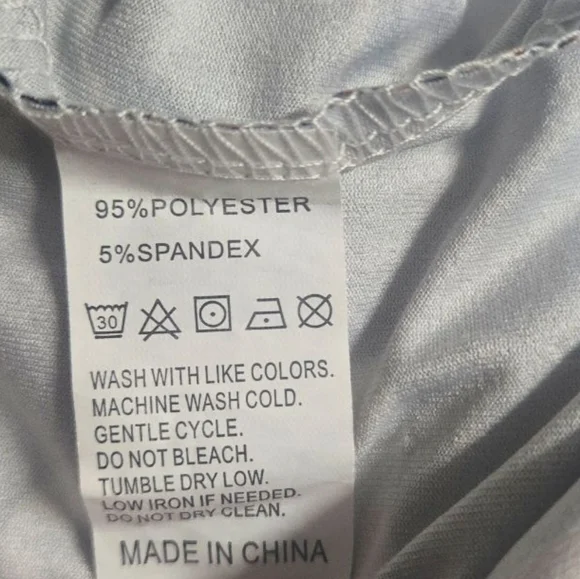 95%POLYESTER
5%SPANDEX
30
WASH WITH LIKE COLORS.
MACHINE WASH COLD.
GENTLE CYCLE.
DO NOT BLEACH.
TUMBLE DRY LOW.
LOW IRON IF NEEDED.
DO NOT DRY CLEAN.
MADE IN CHINA